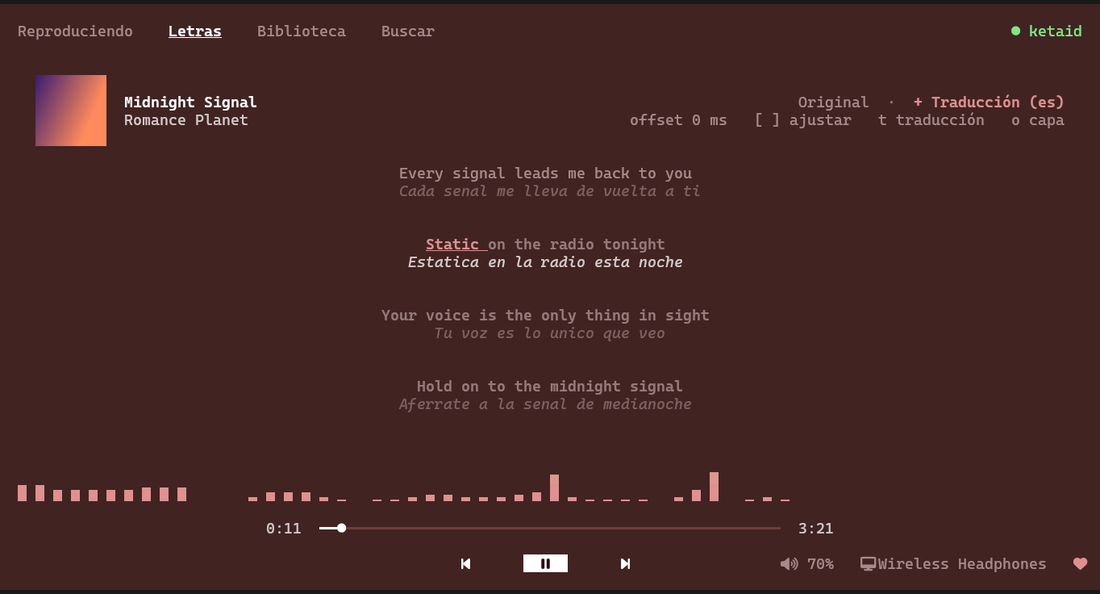 Reproduciendo Letras Biblioteca Buscar ketaid
Midnight Signal
Romance Planet
Original · + Traducción (es)
offset 0 ms [ ] ajustar t traducción o capa
Every signal leads me back to you
Cada senal me lleva de vuelta a ti
Static on the radio tonight
Estatica en la radio esta noche
Your voice is the only thing in sight
Tu voz es lo unico que veo
Hold on to the midnight signal
Aferrate a la senal de medianoche
0:11 3:21
70% Wireless Headphones